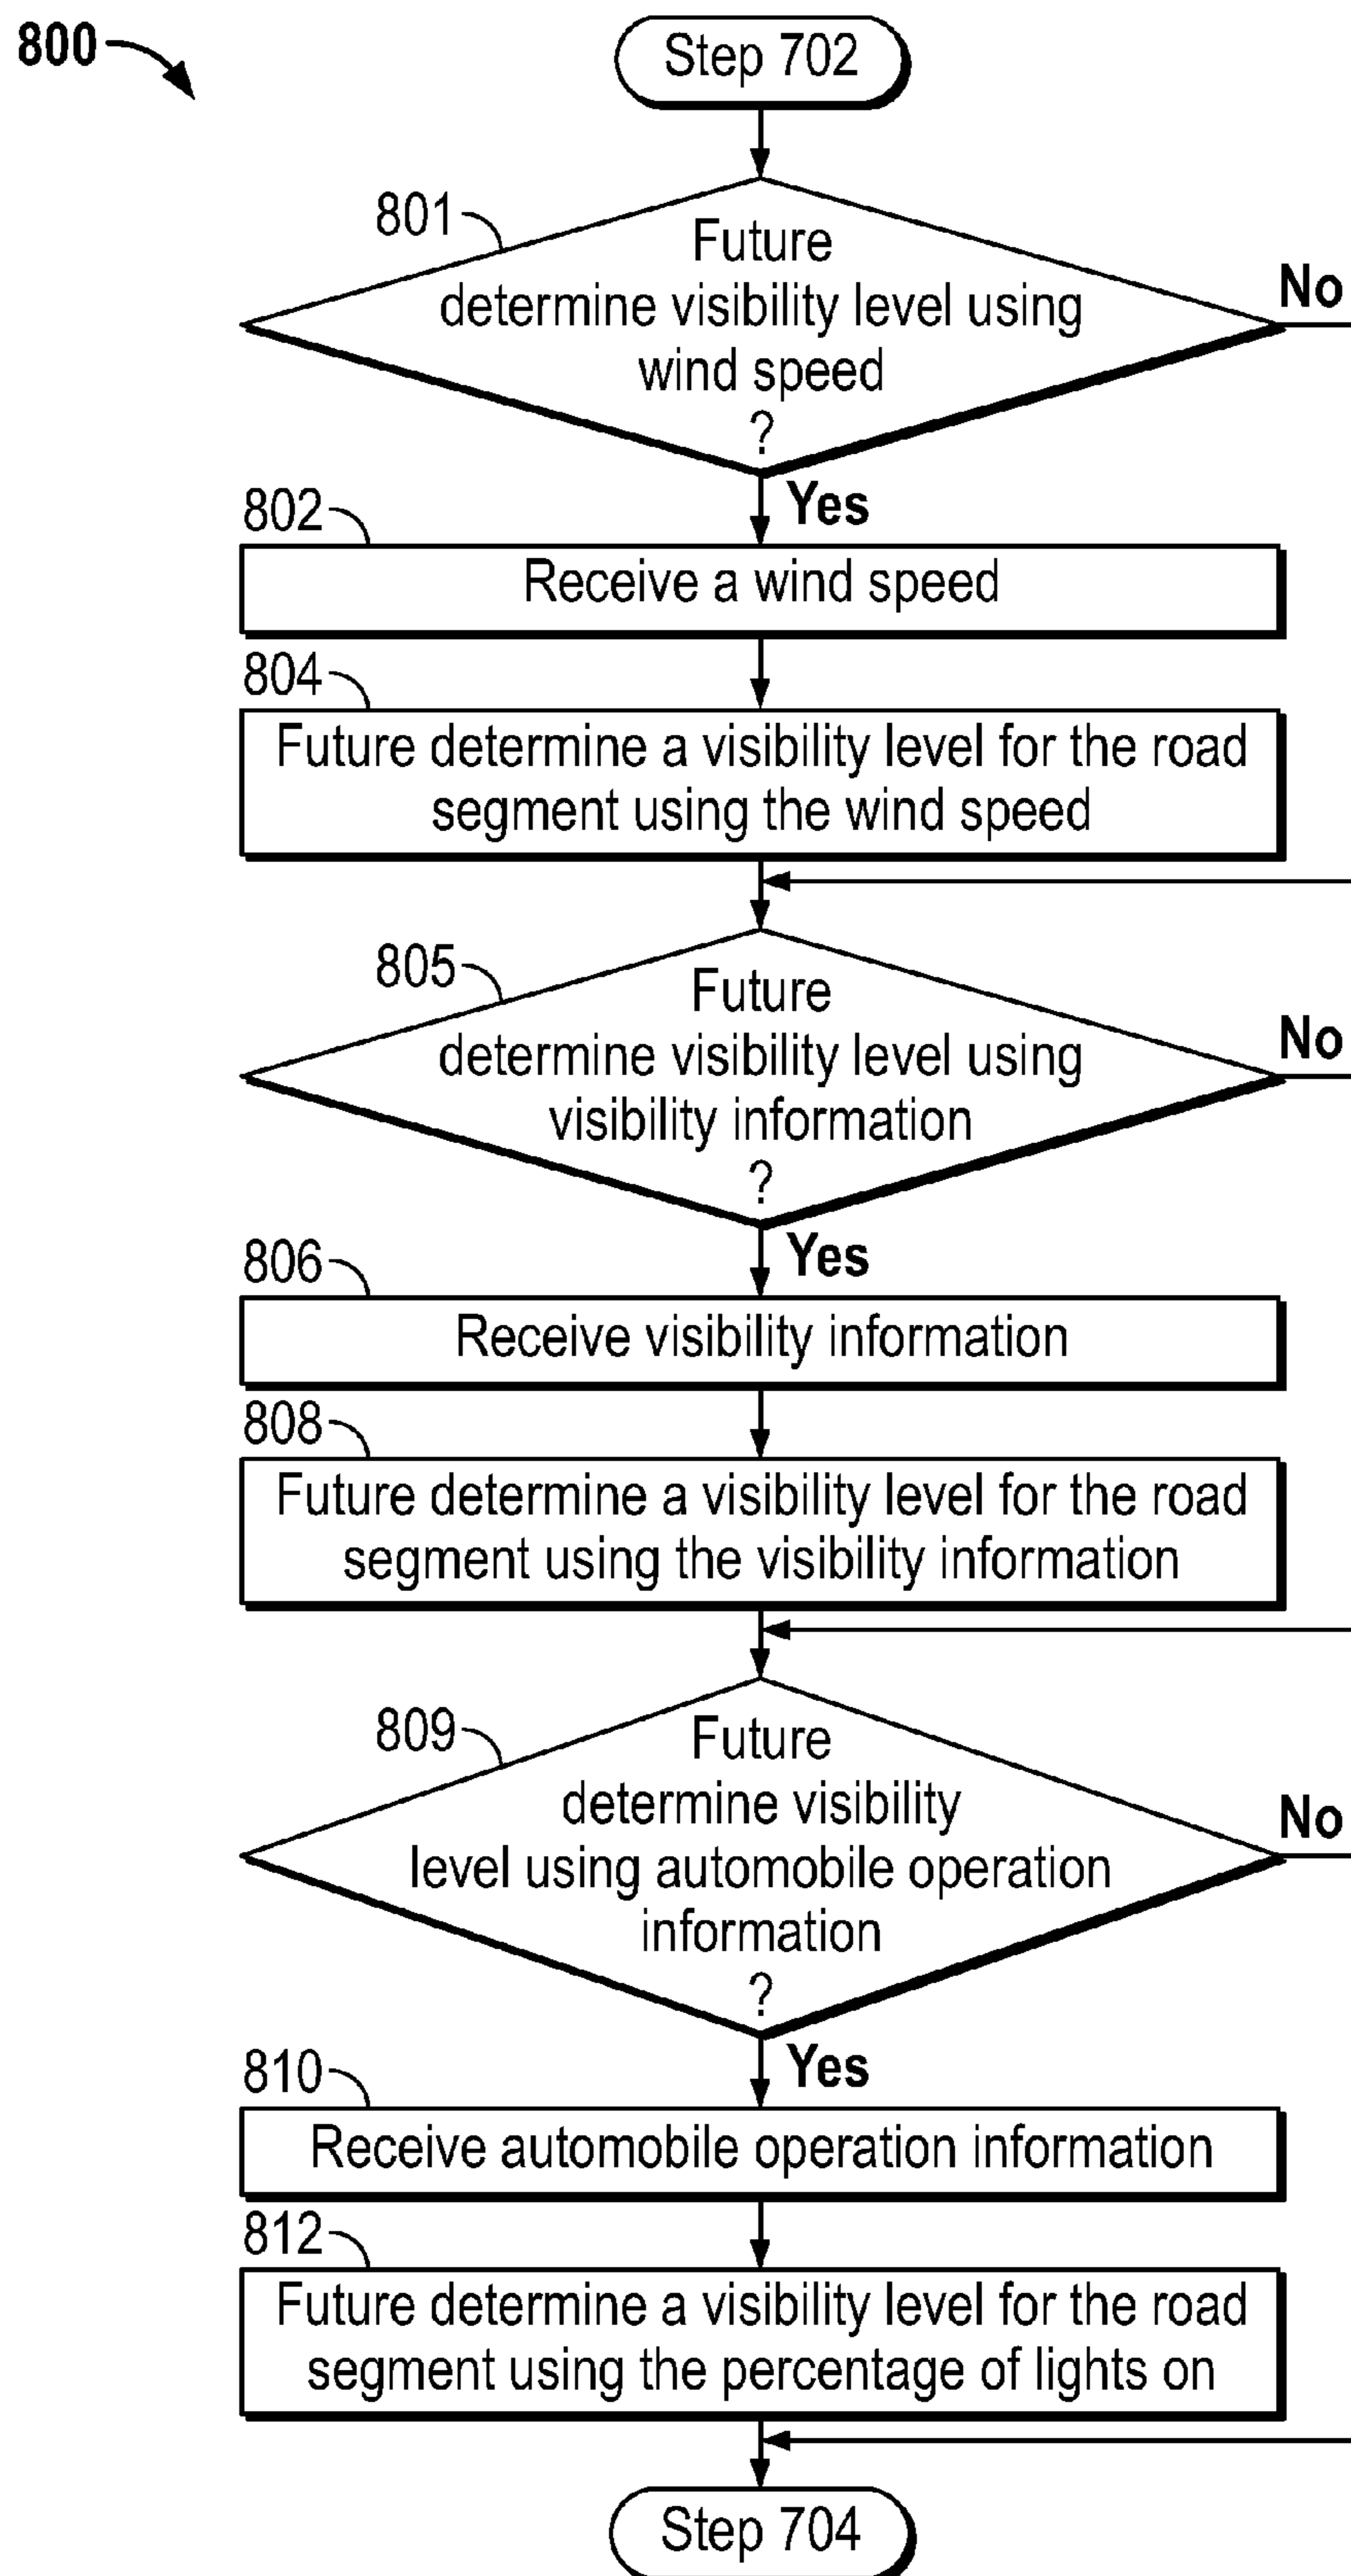 800
Step 702
801
Future
determine visibility level using
wind speed
?
No
Yes
802
Receive a wind speed
804
Future determine a visibility level for the road
segment using the wind speed
805
Future
determine visibility level using
visibility information
?
No
Yes
806
Receive visibility information
808
Future determine a visibility level for the road
segment using the visibility information
809
Future
determine visibility
level using automobile operation
information
?
No
Yes
810
Receive automobile operation information
812
Future determine a visibility level for the road
segment using the percentage of lights on
Step 704